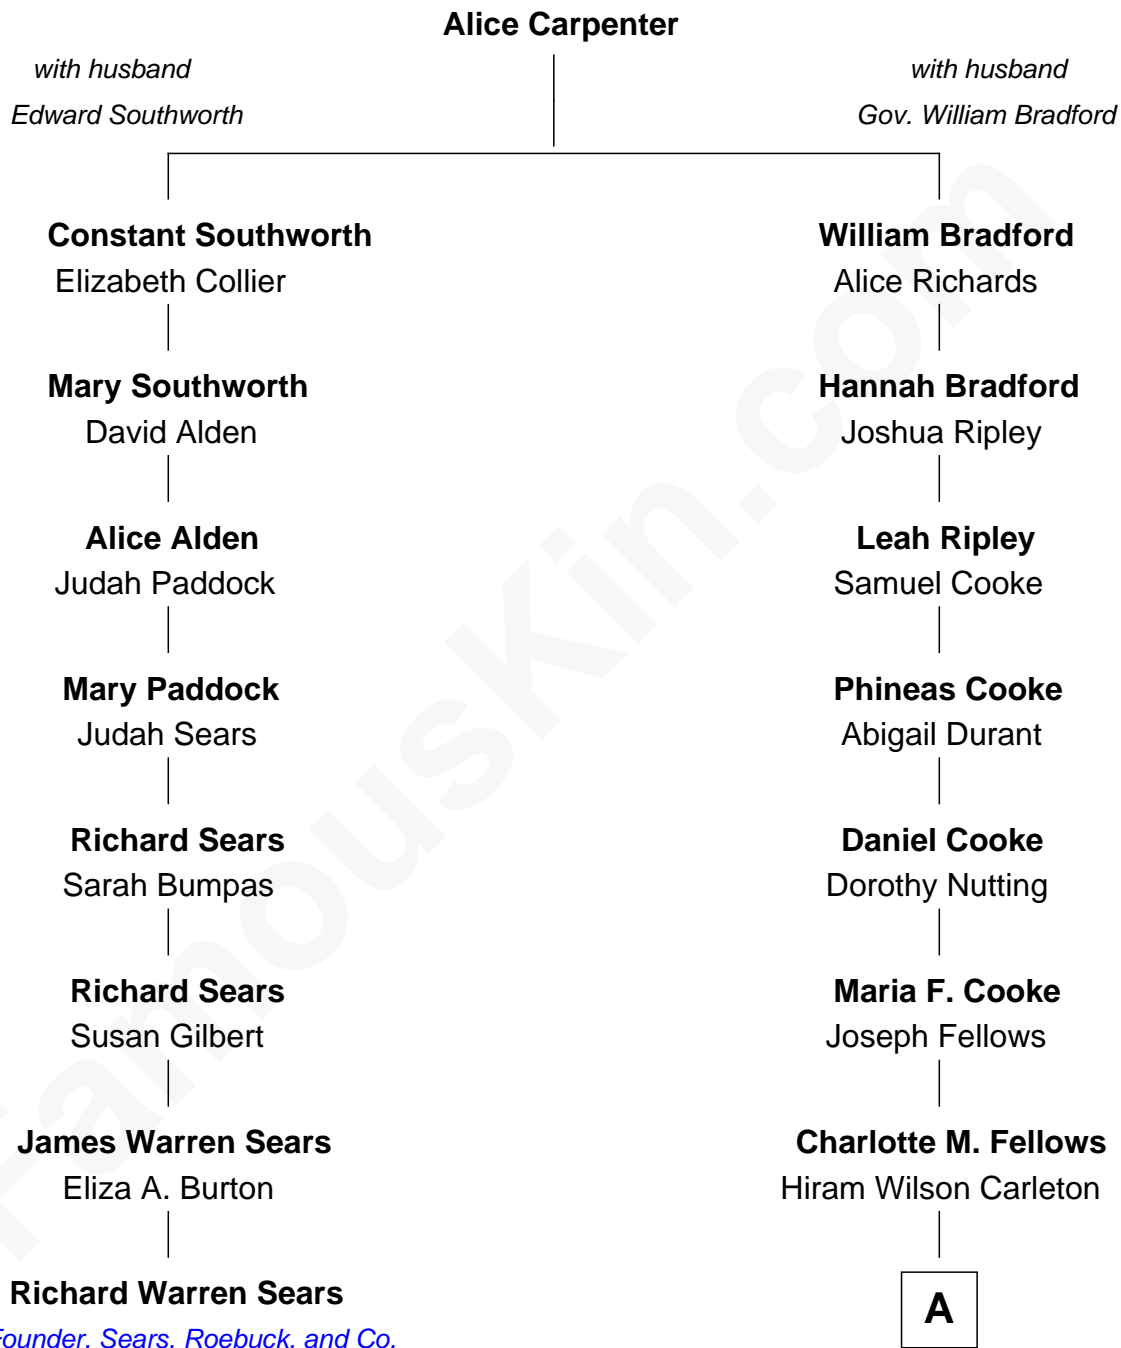 Alice Carpenter
with husband
Edward Southworth
with husband
Gov. William Bradford
Constant Southworth
Elizabeth Collier
Mary Southworth
David Alden
Alice Alden
Judah Paddock
Mary Paddock
Judah Sears
Richard Sears
Sarah Bumpas
Richard Sears
Susan Gilbert
James Warren Sears
Eliza A. Burton
Richard Warren Sears
Founder, Sears, Roebuck, and Co.
William Bradford
Alice Richards
Hannah Bradford
Joshua Ripley
Leah Ripley
Samuel Cooke
Phineas Cooke
Abigail Durant
Daniel Cooke
Dorothy Nutting
Maria F. Cooke
Joseph Fellows
Charlotte M. Fellows
Hiram Wilson Carleton
A
FamousKin.com